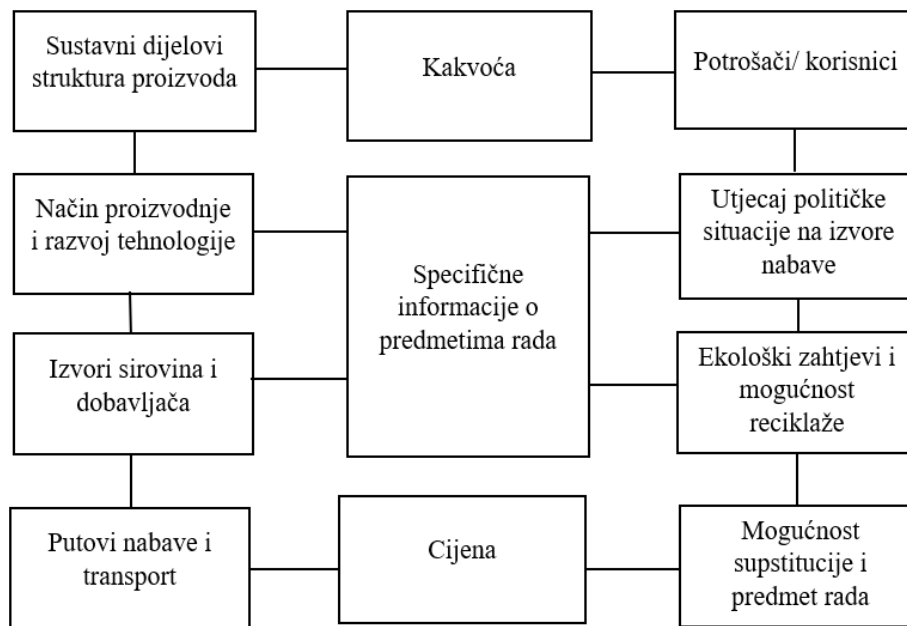 Sustavni dijelovi
struktura proizvoda
Kakvoća
Potrošači/ korisnici
Način proizvodnje
i razvoj tehnologije
Specifične
informacije o
predmetima rada
Utjecaj političke
situacije na izvore
nabave
Izvori sirovina i
dobavljača
Ekološki zahtjevi i
mogućnost
reciklaže
Putovi nabave i
transport
Cijena
Mogućnost
supstitucije i
predmet rada